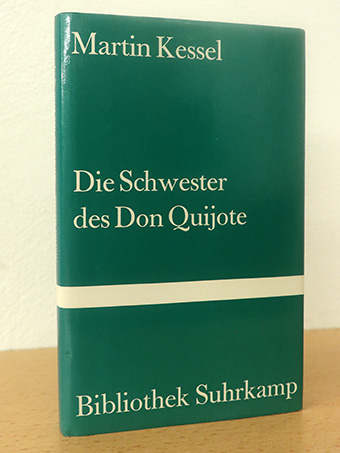 Martin Kessel
Die Schwester
des Don Quijote
Bibliothek Suhrkamp